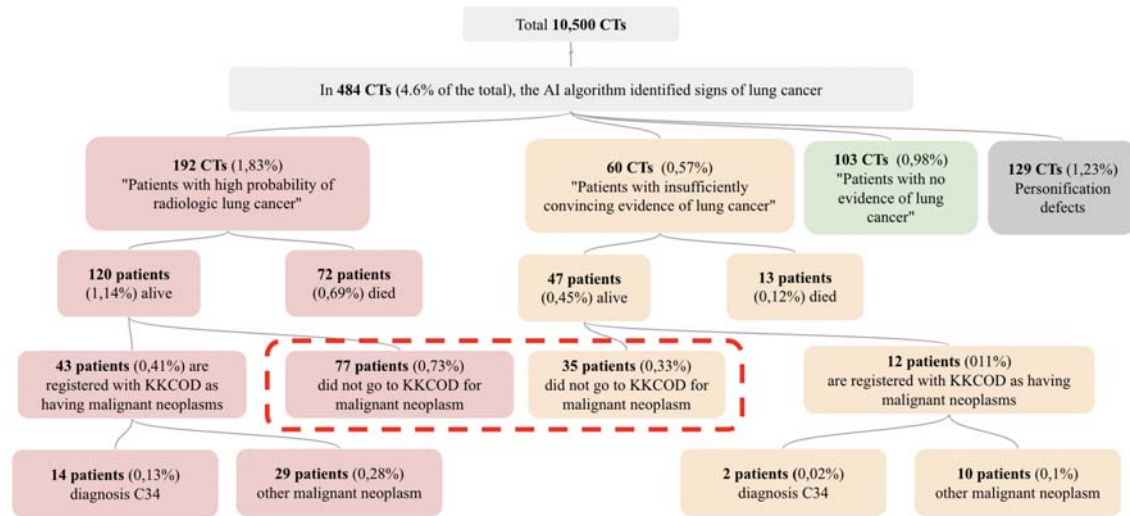 Total 10,500 CTs
In 484 CTs (4.6% of the total), the AI algorithm identified signs of lung cancer
192 CTs (1,83%)
"Patients with high probability of
radiologic lung cancer"
60 CTs (0,57%)
"Patients with insufficiently
convincing evidence of lung cancer"
103 CTs (0,98%)
"Patients with no
evidence of lung
cancer"
129 CTs (1,23%)
Personification
defects
120 patients
(1,14%) alive
72 patients
(0,69%) died
47 patients
(0,45%) alive
13 patients
(0,12%) died
43 patients (0,41%) are
registered with KKCOD as
having malignant neoplasms
77 patients (0,73%)
did not go to KKCOD for
malignant neoplasm
35 patients (0,33%)
did not go to KKCOD for
malignant neoplasm
12 patients (011%)
are registered with KKCOD as having
malignant neoplasms
14 patients (0,13%)
diagnosis C34
29 patients (0,28%)
other malignant neoplasm
2 patients (0,02%)
diagnosis C34
10 patients (0,1%)
other malignant neoplasm